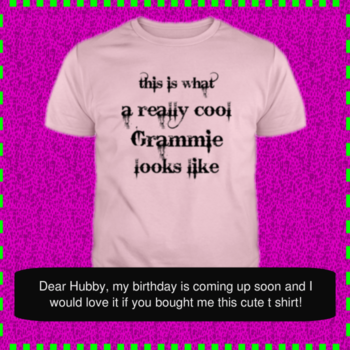 this is what
a really cool
Grammie
looks like
Dear Hubby, my birthday is coming up soon and I
would love it if you bought me this cute t shirt!